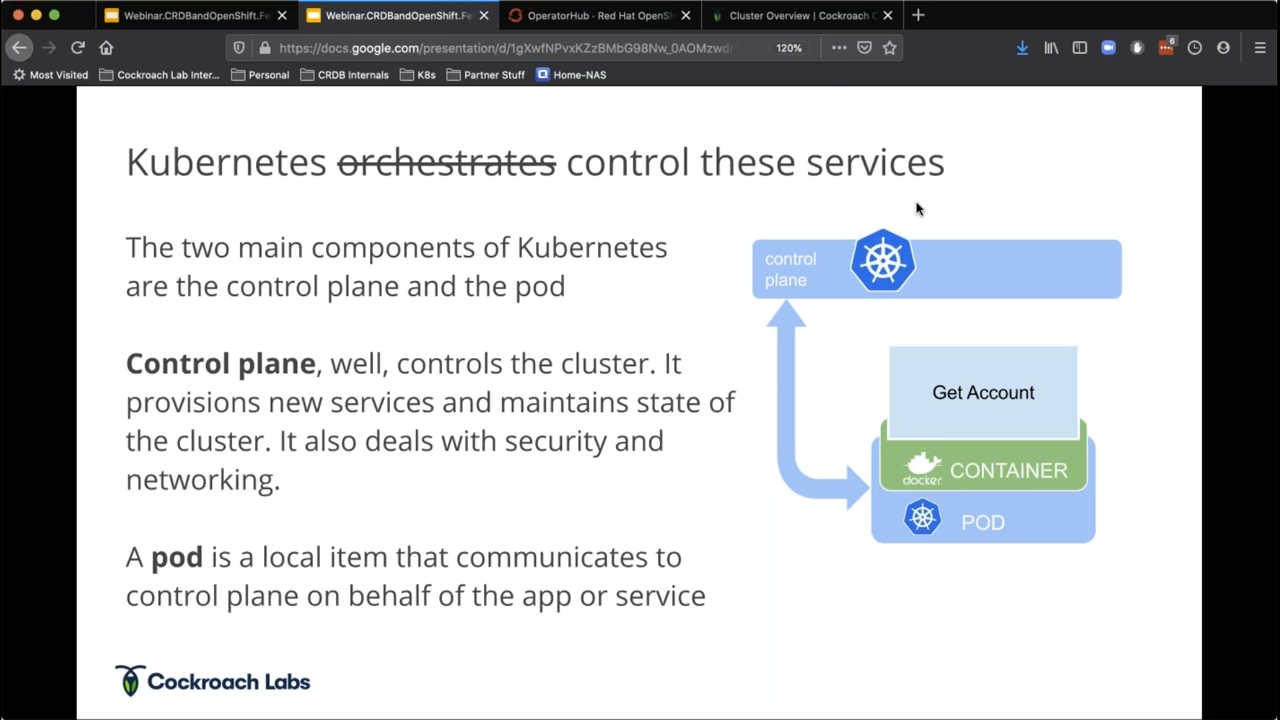 Webinar.CRDBandOpenShift.Fe
Webinar.CRDBandOpenShift.Fe
OperatorHub · Red Hat OpenSh
Cluster Overview | Cockroach C
https://docs.google.com/presentation/d/1gXwfNPvxKZzBMbG98Nw_0AOMzwdr
120%
6
Most Visited
Cockroach Lab Inter...
Personal
CRDB Internals
K8s
Partner Stuff
Home-NAS
Kubernetes orchestrates control these services
The two main components of Kubernetes
are the control plane and the pod
Control plane, well, controls the cluster. It
provisions new services and maintains state of
the cluster. It also deals with security and
networking.
A pod is a local item that communicates to
control plane on behalf of the app or service
control
plane
Get Account
docker CONTAINER
POD
Cockroach Labs